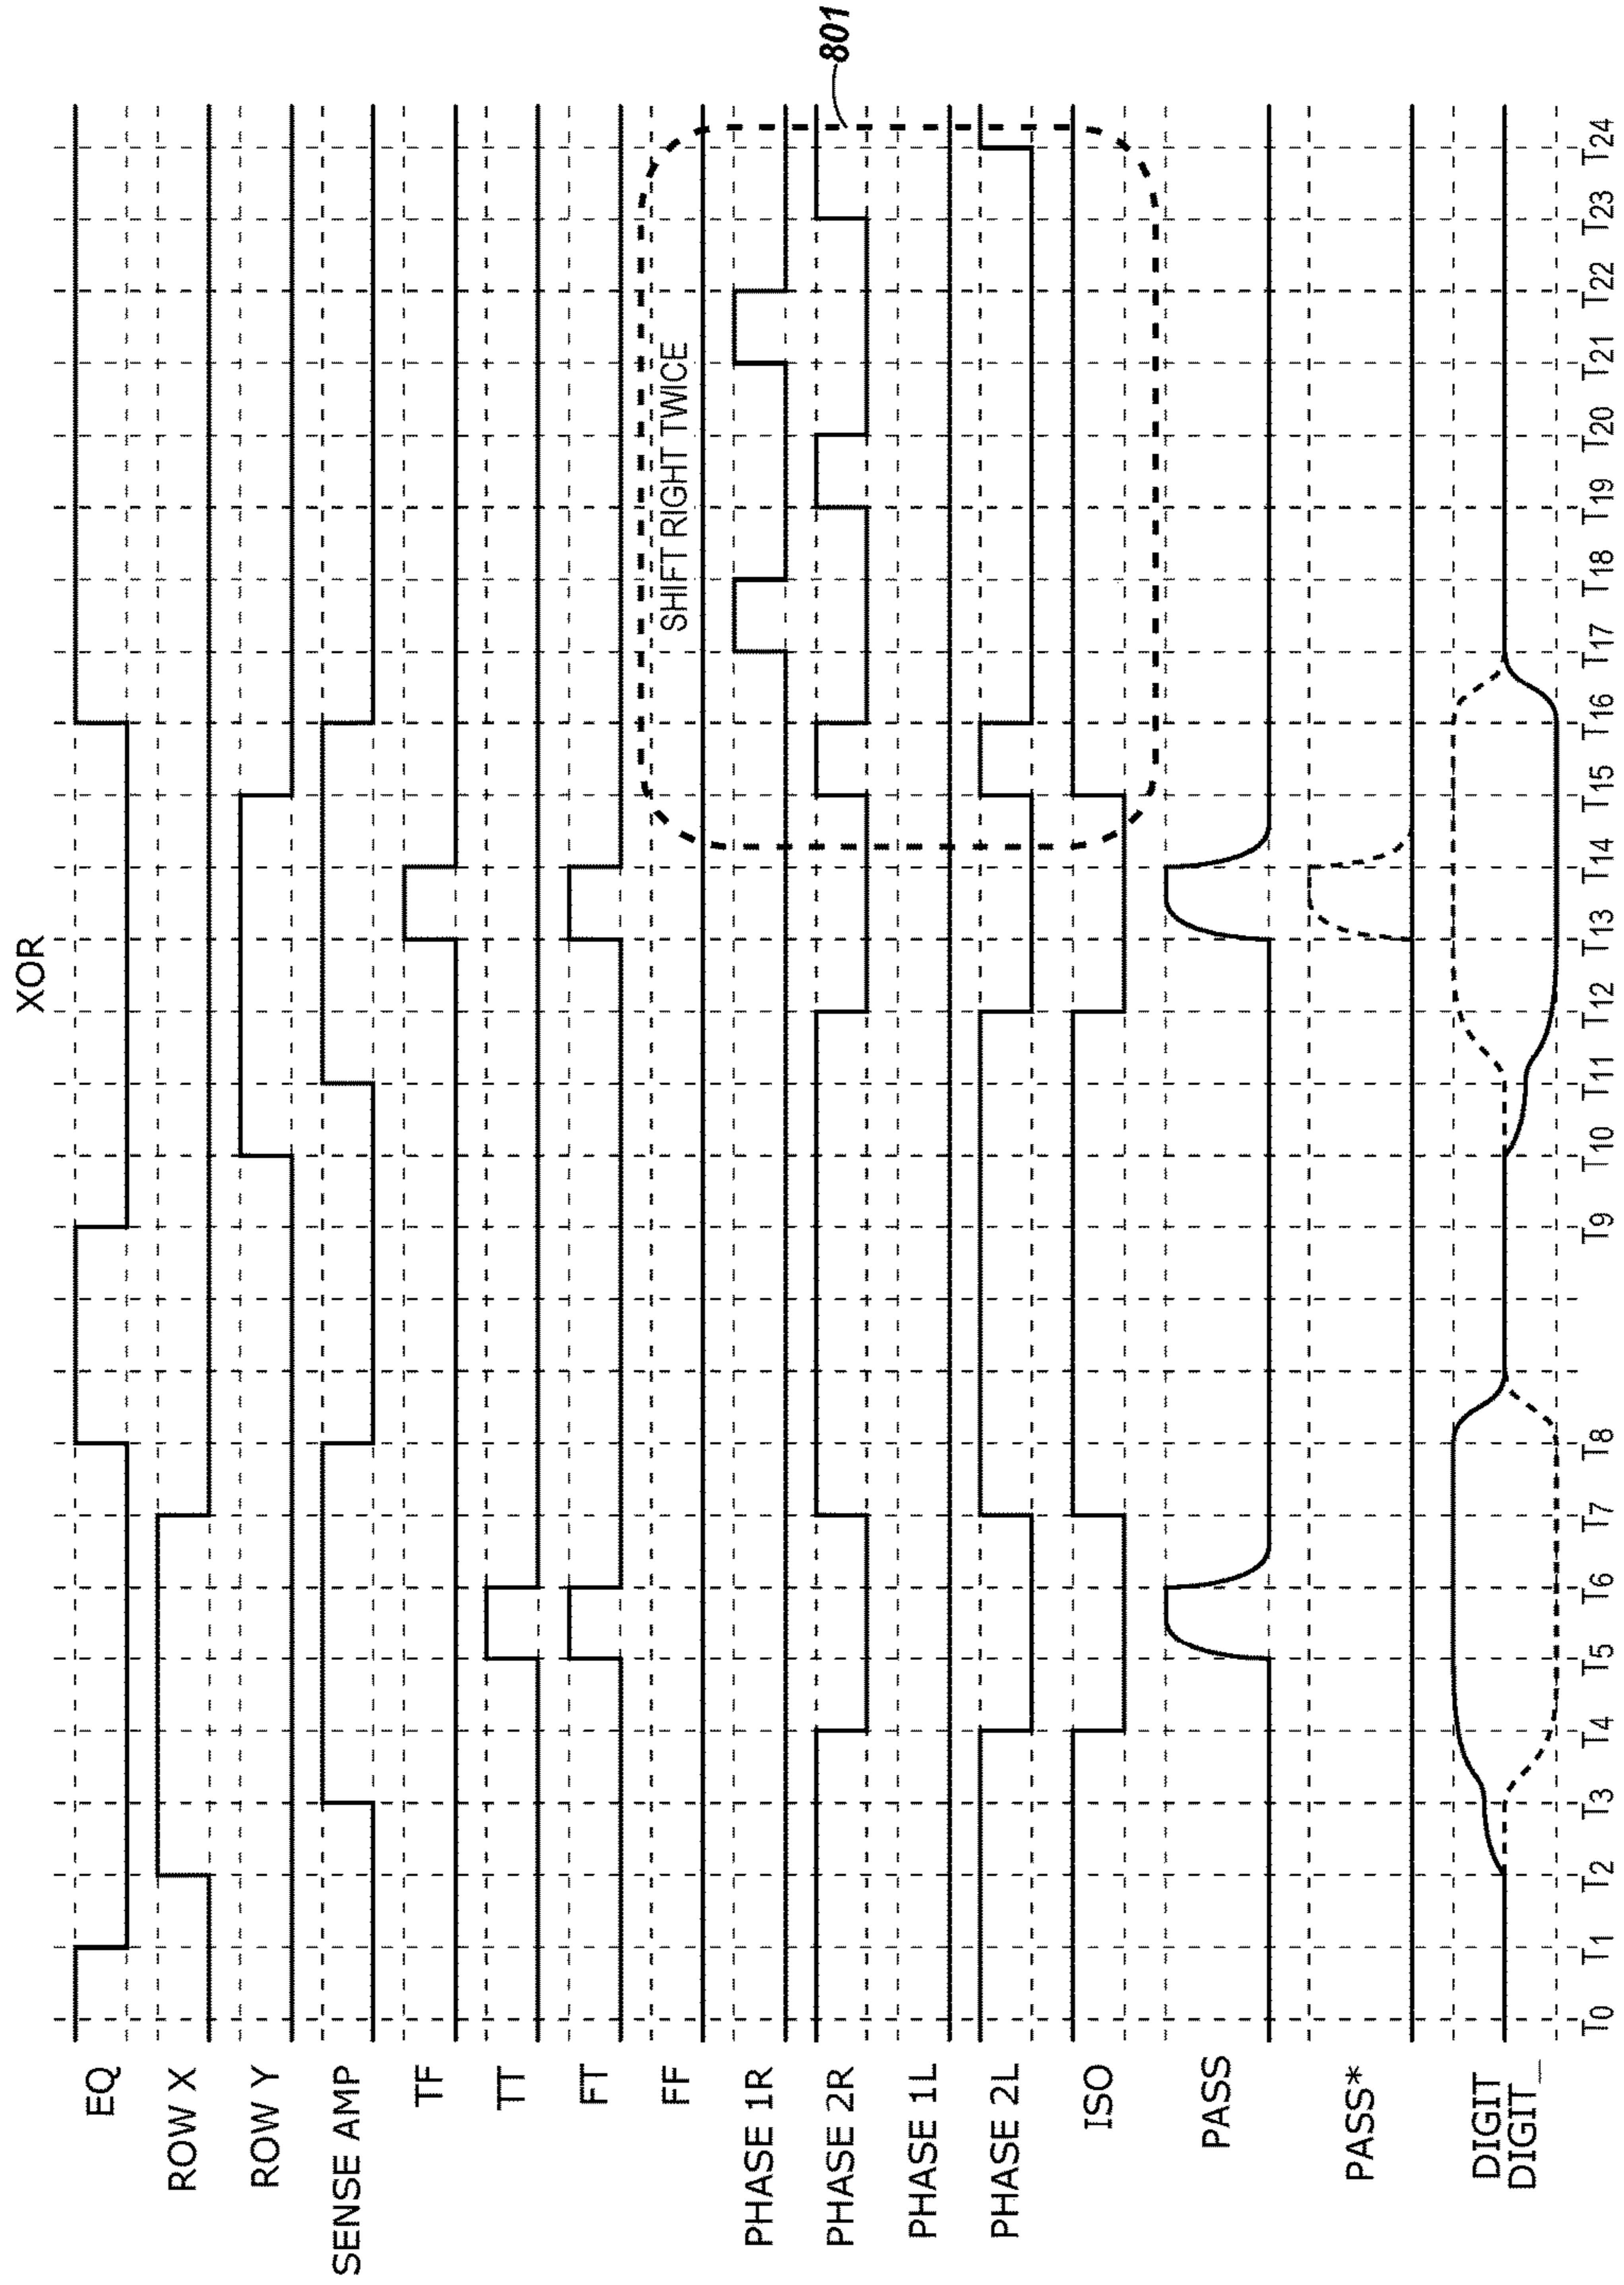 XOR
EQ
ROW X
ROW Y
SENSE AMP
TF
TT
FT
FF
SHIFT RIGHT TWICE
801
PHASE 1R
PHASE 2R
PHASE 1L
PHASE 2L
ISO
PASS
PASS*
DIGIT
DIGIT_
T0 T1 T2 T3 T4 T5 T6 T7 T8 T9 T10 T11 T12 T13 T14 T15 T16 T17 T18 T19 T20 T21 T22 T23 T24